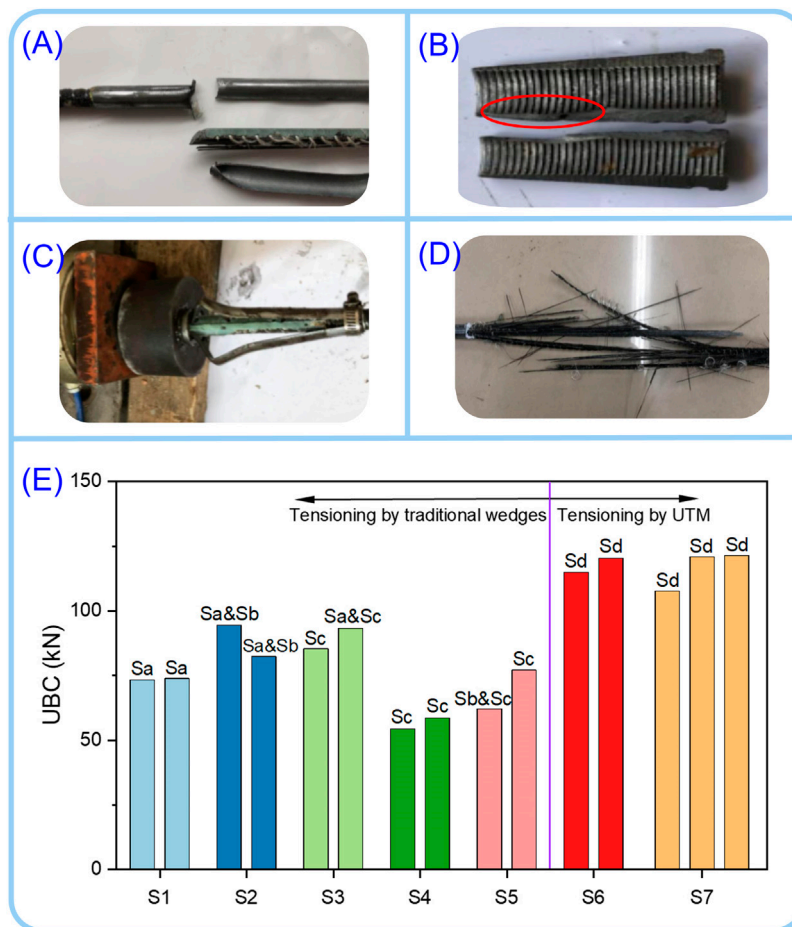 (A)
(B)
(C)
(D)
(E)
150
100
50
0
UBC (kN)
Tensioning by traditional wedges
Tensioning by UTM
Sa
Sa
Sa&Sb
Sa&Sb
Sc
Sa&Sc
Sc
Sc
Sb&Sc
Sc
Sd
Sd
Sd
Sd
Sd
S1
S2
S3
S4
S5
S6
S7